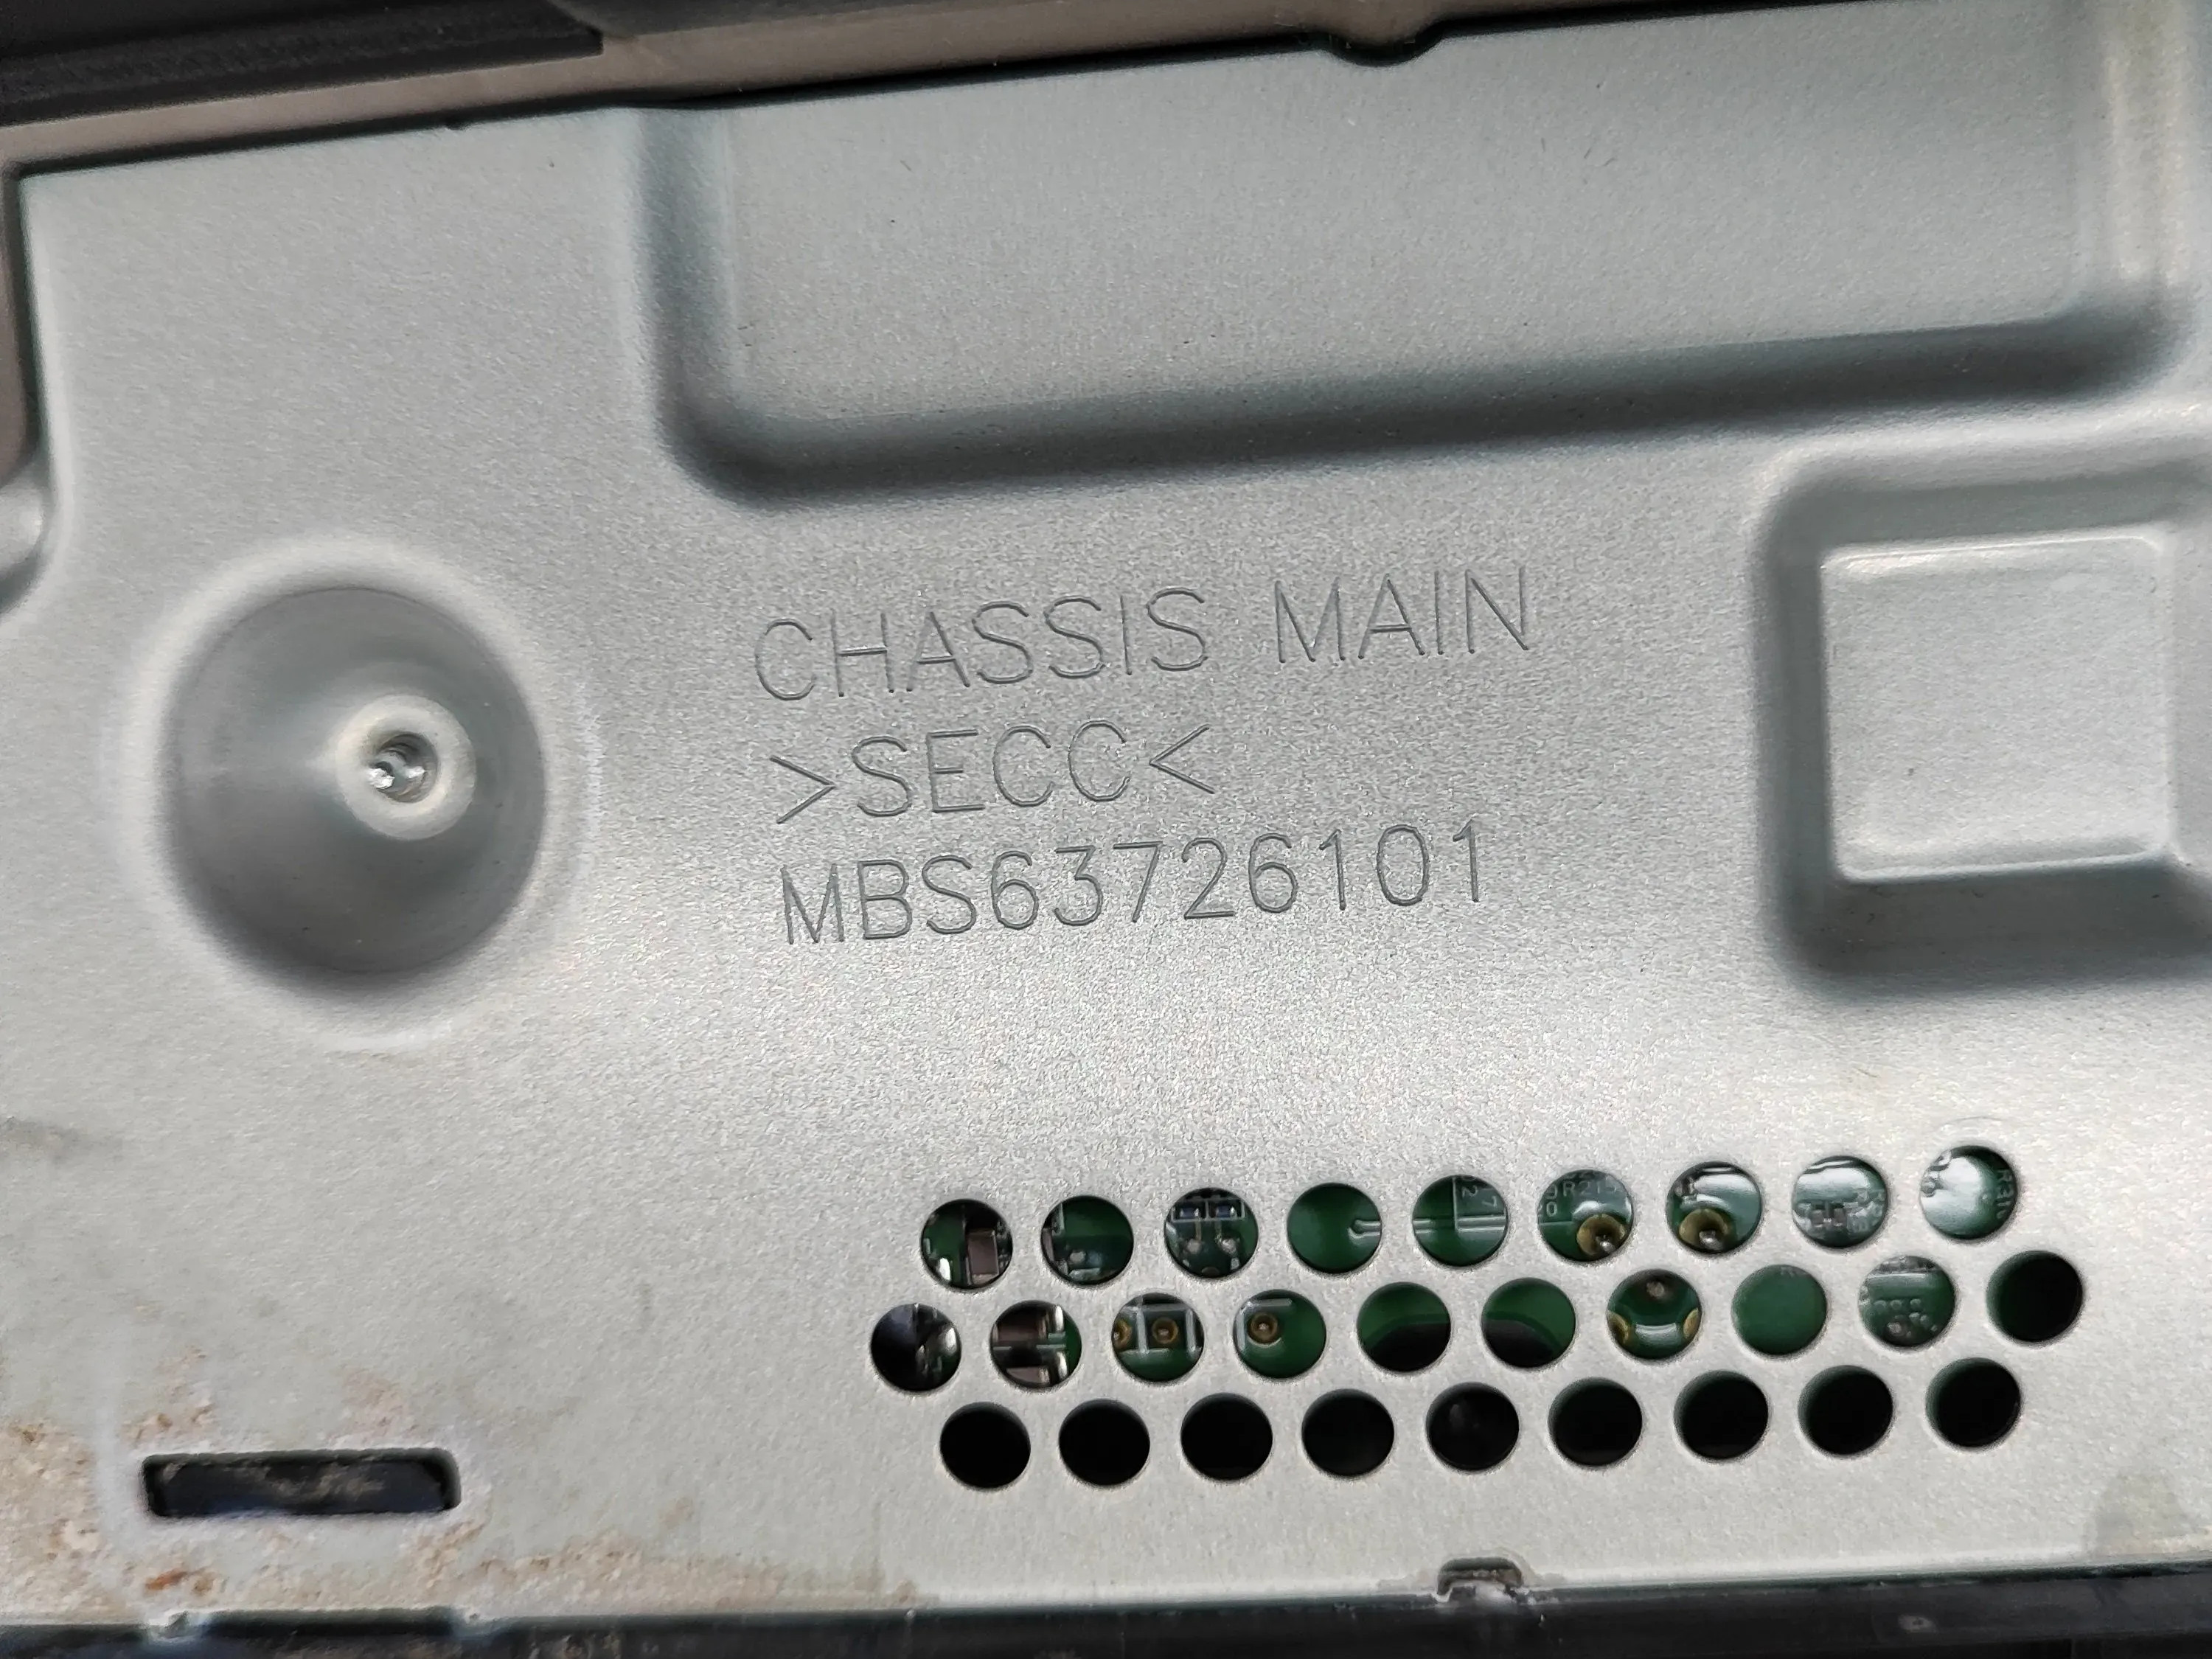 CHASSIS MAIN
>SECC<
MBS63726101